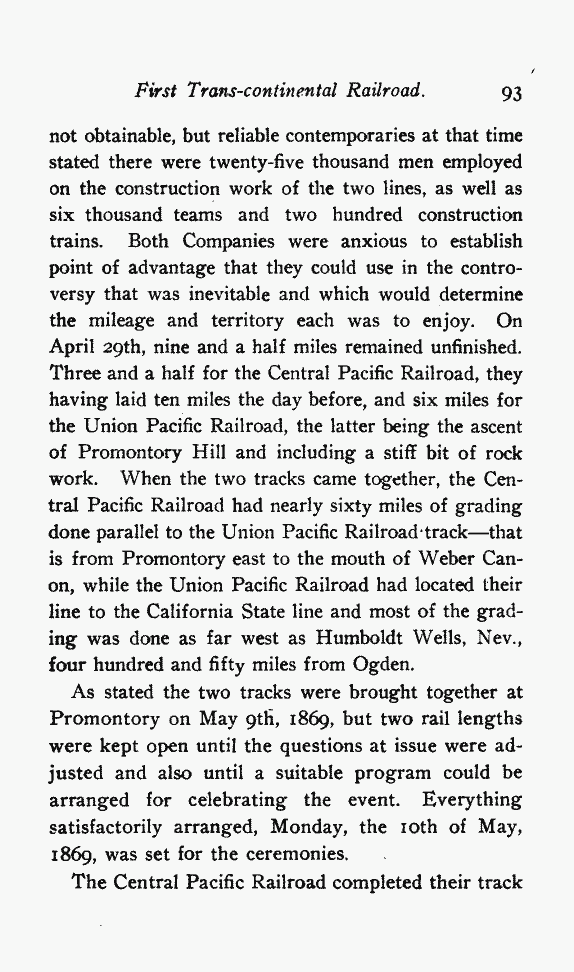 First Trans-continental Railroad. 93
not obtainable, but reliable contemporaries at that time
stated there were twenty-five thousand men employed
on the construction work of the two lines, as well as
six thousand teams and two hundred construction
trains. Both Companies were anxious to establish
point of advantage that they could use in the contro-
versy that was inevitable and which would determine
the mileage and territory each was to enjoy. On
April 29th, nine and a half miles remained unfinished.
Three and a half for the Central Pacific Railroad, they
having laid ten miles the day before, and six miles for
the Union Pacific Railroad, the latter being the ascent
of Promontory Hill and including a stiff bit of rock
work. When the two tracks came together, the Cen-
tral Pacific Railroad had nearly sixty miles of grading
done parallel to the Union Pacific Railroad track—that
is from Promontory east to the mouth of Weber Can-
on, while the Union Pacific Railroad had located their
line to the California State line and most of the grad-
ing was done as far west as Humboldt Wells, Nev.,
four hundred and fifty miles from Ogden.
As stated the two tracks were brought together at
Promontory on May 9th, 1869, but two rail lengths
were kept open until the questions at issue were ad-
justed and also until a suitable program could be
arranged for celebrating the event. Everything
satisfactorily arranged, Monday, the 10th of May,
1869, was set for the ceremonies.
The Central Pacific Railroad completed their track